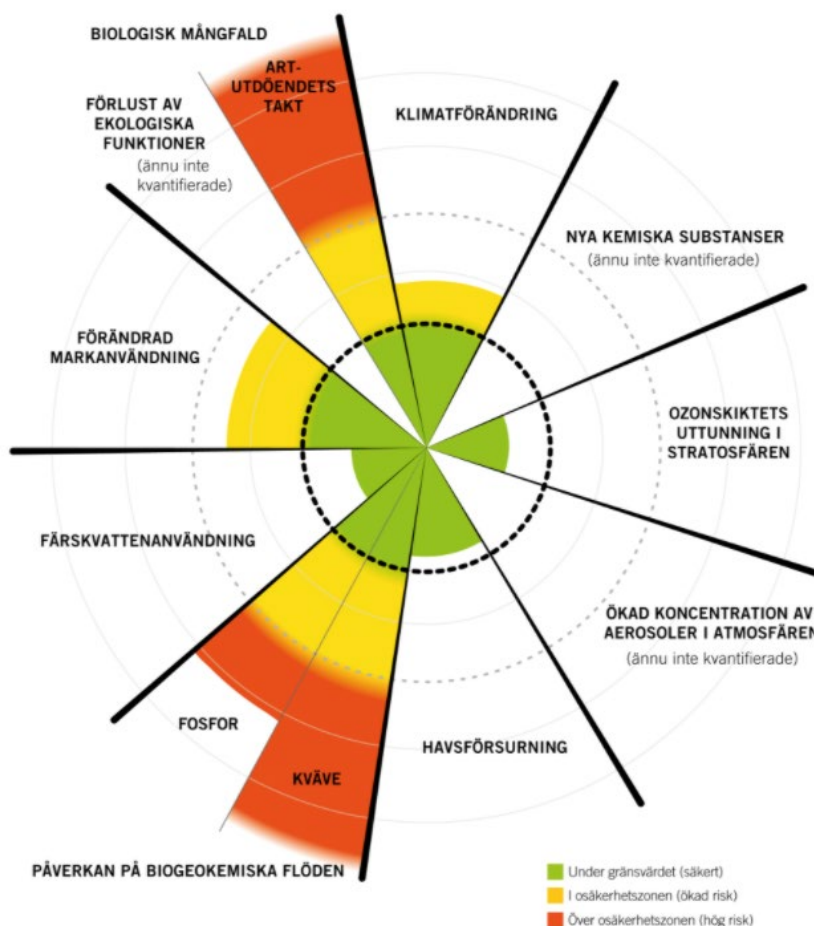 BIOLOGISK MÅNGFALD
ART-
UTDÖENDETS
TAKT
FÖRLUST AV
EKOLOGISKA
FUNKTIONER
(ännu inte
kvantifierade)
KLIMATFÖRÄNDRING
NYA KEMISKA SUBSTANSER
(ännu inte kvantifierade)
FÖRÄNDRAD
MARKANVÄNDNING
OZONSKIKTETS
UTTUNNING I
STRATOSFÄREN
FÄRSKVATTENANVÄNDNING
ÖKAD KONCENTRATION AV
AEROSOLER I ATMOSFÄREN
(ännu inte kvantifierade)
FOSFOR
KVÄVE
HAVSFÖRSURNING
PÅVERKAN PÅ BIOGEOKEMISKA FLÖDEN
Under gränsvärdet (säkert)
I osäkerhetszonen (ökad risk)
Över osäkerhetszonen (hög risk)